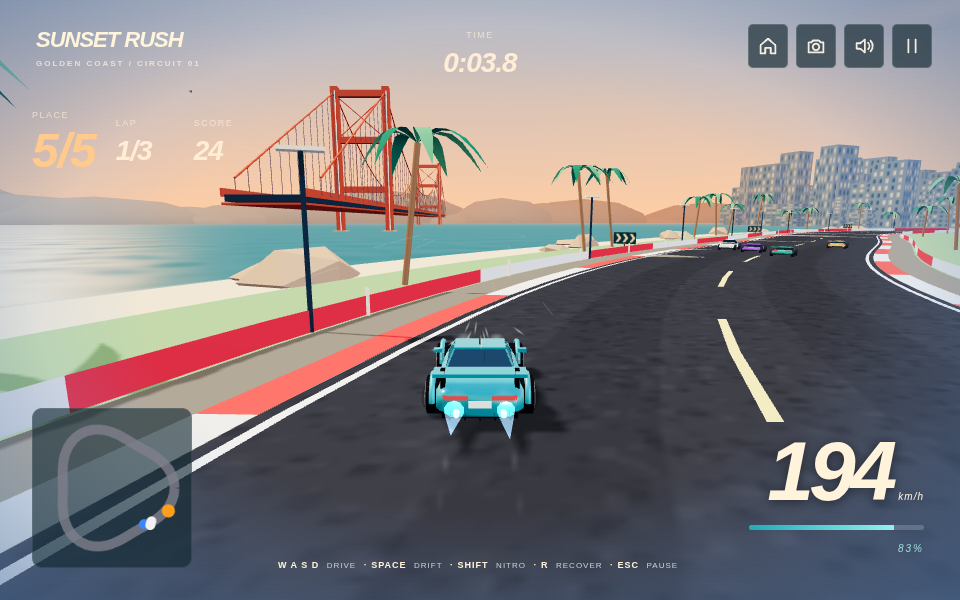 SUNSET RUSH
GOLDEN COAST / CIRCUIT 01
TIME
0:03.8
PLACE
5/5
LAP
1/3
SCORE
24
194 km/h
83%
W A S D DRIVE · SPACE DRIFT · SHIFT NITRO · R RECOVER · ESC PAUSE